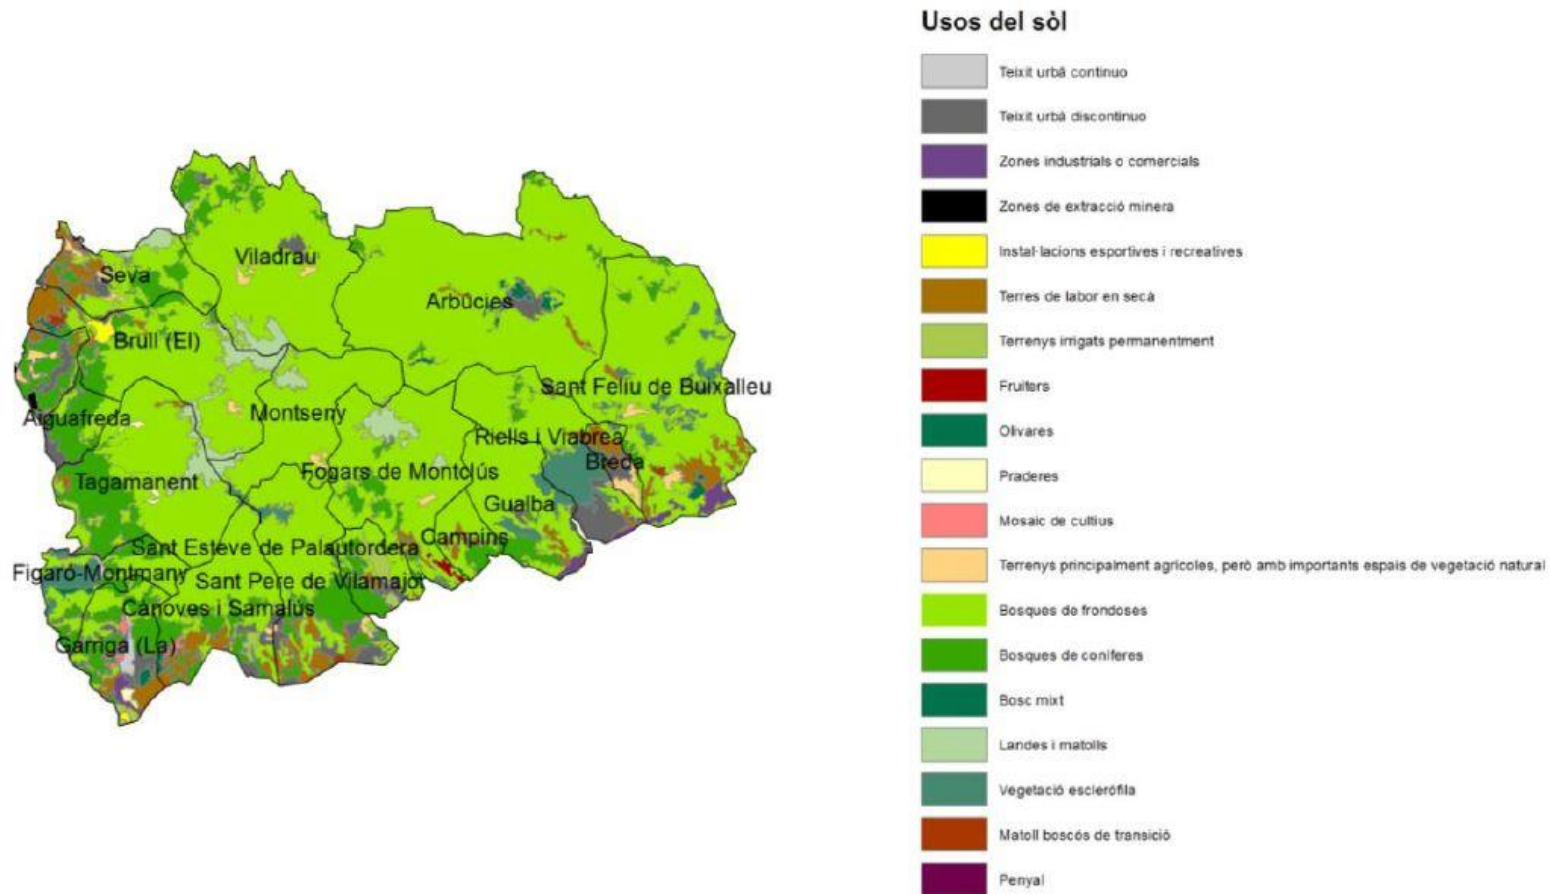 Usos del sòl
Teixit urbà continuo
Teixit urbà discontinuo
Zones industrials o comercials
Zones de extracció minera
Instal·lacions esportives i recreatives
Terres de labor en secà
Terrenys irrigats permanentment
Fruiters
Olivares
Praderes
Mosaic de cultius
Terrenys principalment agrícoles, però amb importants espais de vegetació natural
Bosques de frondoses
Bosques de coníferes
Bosc mixt
Landes i matolls
Vegetació escleròfila
Matoll boscós de transició
Penyal
Viladrau
Seva
Arbúcies
Brull (El)
Sant Feliu de Buixalleu
Montseny
Aiguafreda
Riells i Viabrea
Breda
Fogars de Montclús
Tagamanent
Gualba
Campins
Sant Esteve de Palautordera
Figaró-Montmany
Sant Pere de Vilamajor
Cànoves i Samalús
Garriga (La)